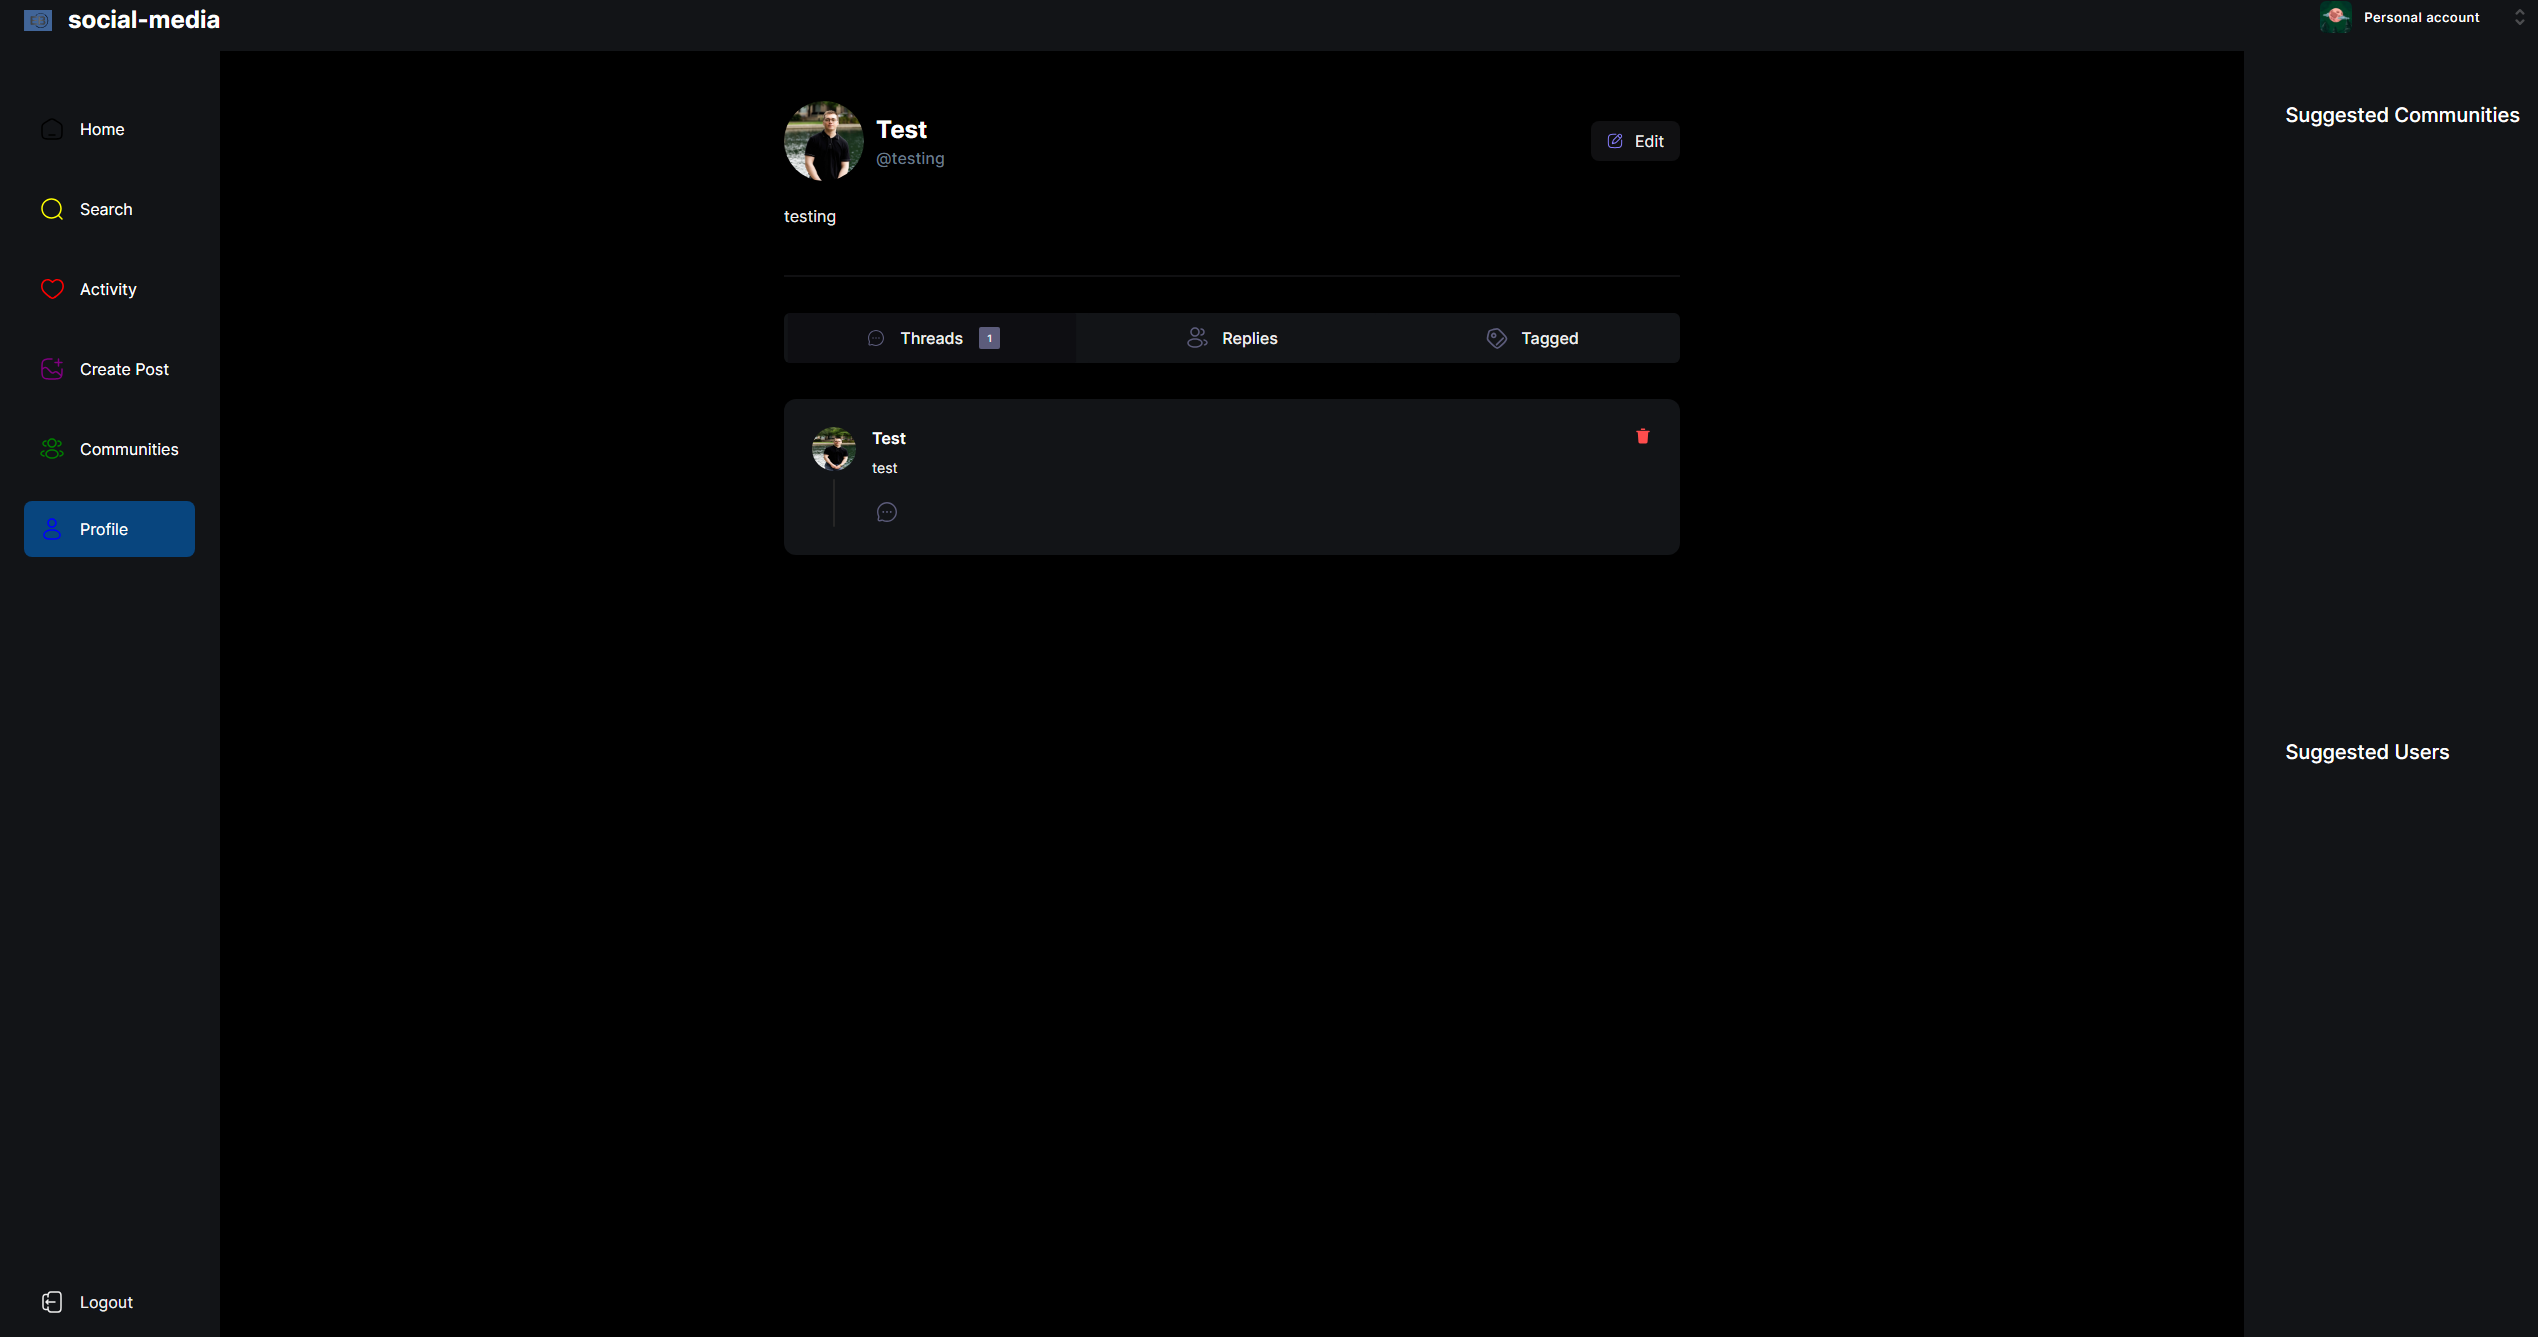 social-media
Personal account
Home
Search
Activity
Create Post
Communities
Profile
Logout
Test
@testing
Edit
testing
Threads 1
Replies
Tagged
Test
test
Suggested Communities
Suggested Users